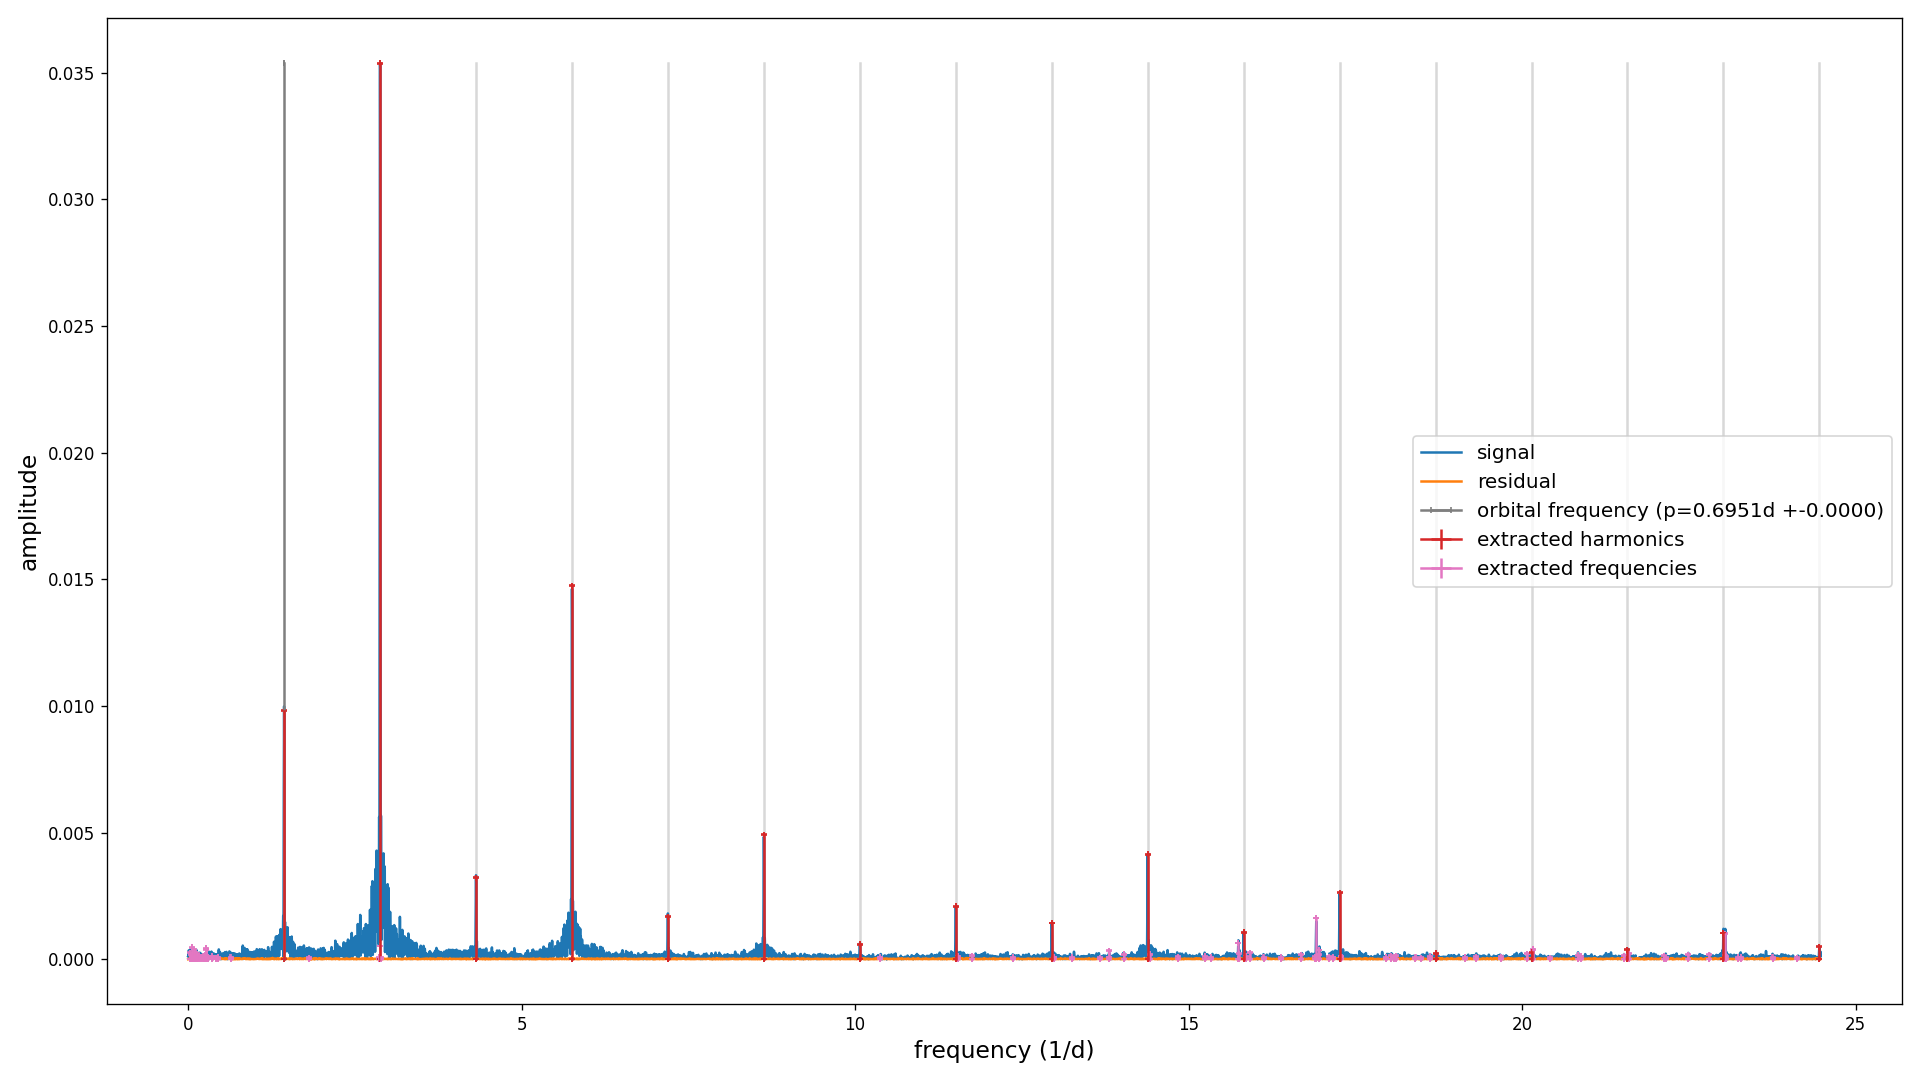 0.035
0.030
0.025
0.020
0.015
0.010
0.005
0.000
amplitude
signal
residual
orbital frequency (p=0.6951d +-0.0000)
extracted harmonics
extracted frequencies
0 5 10 15 20 25
frequency (1/d)